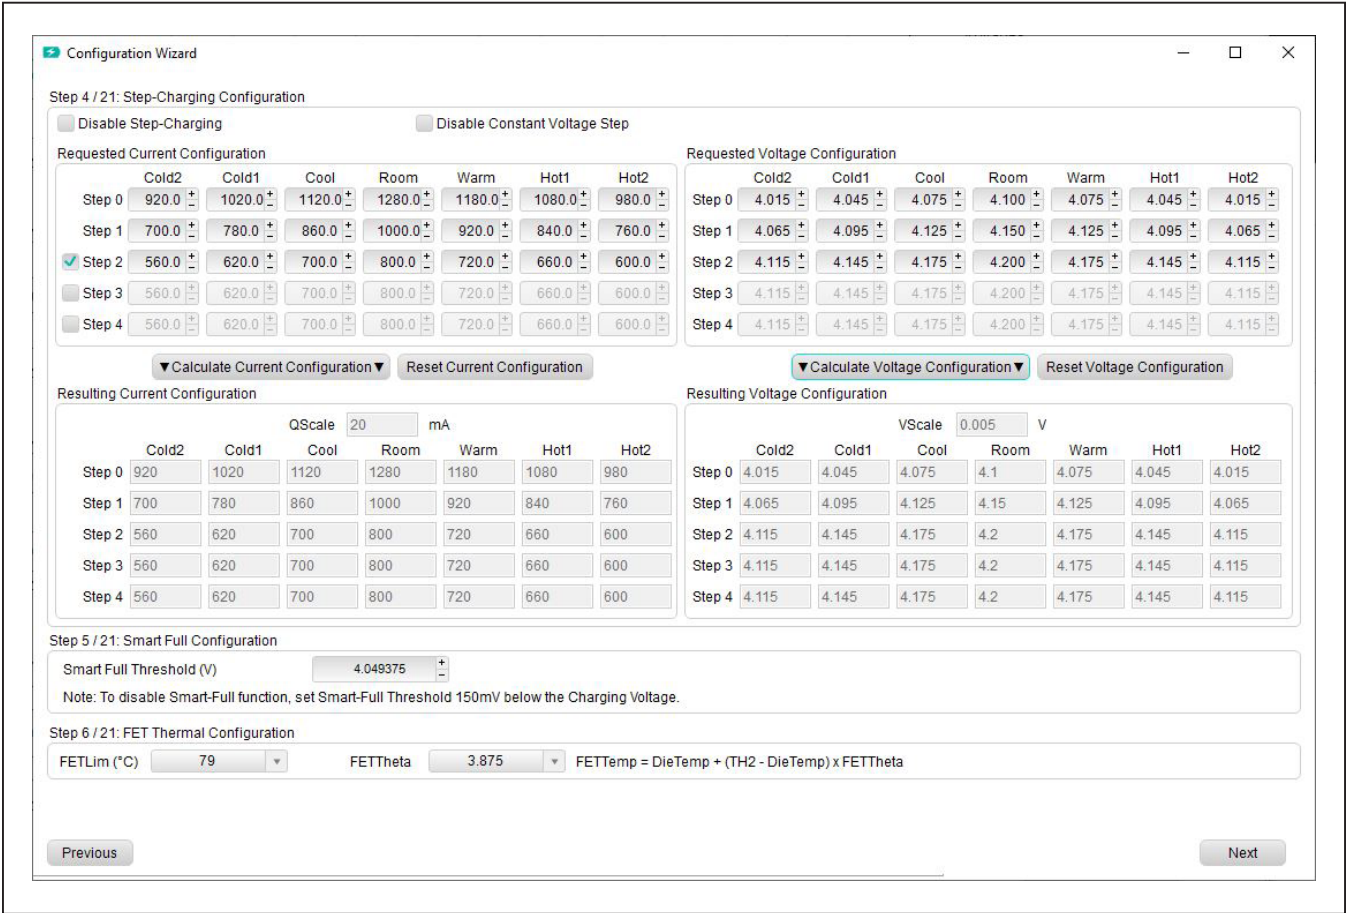 Configuration Wizard
Step 4 / 21: Step-Charging Configuration
Disable Step-Charging Disable Constant Voltage Step
Requested Current Configuration
Cold2 Cold1 Cool Room Warm Hot1 Hot2
Step 0 920.0 1020.0 1120.0 1280.0 1180.0 1080.0 980.0
Step 1 700.0 780.0 860.0 1000.0 920.0 840.0 760.0
Step 2 560.0 620.0 700.0 800.0 720.0 660.0 600.0
Step 3 560.0 620.0 700.0 800.0 720.0 660.0 600.0
Step 4 560.0 620.0 700.0 800.0 720.0 660.0 600.0
▼Calculate Current Configuration▼ Reset Current Configuration
Requested Voltage Configuration
Cold2 Cold1 Cool Room Warm Hot1 Hot2
Step 0 4.015 4.045 4.075 4.100 4.075 4.045 4.015
Step 1 4.065 4.095 4.125 4.150 4.125 4.095 4.065
Step 2 4.115 4.145 4.175 4.200 4.175 4.145 4.115
Step 3 4.115 4.145 4.175 4.200 4.175 4.145 4.115
Step 4 4.115 4.145 4.175 4.200 4.175 4.145 4.115
▼Calculate Voltage Configuration▼ Reset Voltage Configuration
Resulting Current Configuration
QScale 20 mA
Cold2 Cold1 Cool Room Warm Hot1 Hot2
Step 0 920 1020 1120 1280 1180 1080 980
Step 1 700 780 860 1000 920 840 760
Step 2 560 620 700 800 720 660 600
Step 3 560 620 700 800 720 660 600
Step 4 560 620 700 800 720 660 600
Resulting Voltage Configuration
VScale 0.005 V
Cold2 Cold1 Cool Room Warm Hot1 Hot2
Step 0 4.015 4.045 4.075 4.1 4.075 4.045 4.015
Step 1 4.065 4.095 4.125 4.15 4.125 4.095 4.065
Step 2 4.115 4.145 4.175 4.2 4.175 4.145 4.115
Step 3 4.115 4.145 4.175 4.2 4.175 4.145 4.115
Step 4 4.115 4.145 4.175 4.2 4.175 4.145 4.115
Step 5 / 21: Smart Full Configuration
Smart Full Threshold (V) 4.049375
Note: To disable Smart-Full function, set Smart-Full Threshold 150mV below the Charging Voltage.
Step 6 / 21: FET Thermal Configuration
FETLim (°C) 79 FETTheta 3.875 FETTemp = DieTemp + (TH2 - DieTemp) x FETTheta
Previous Next